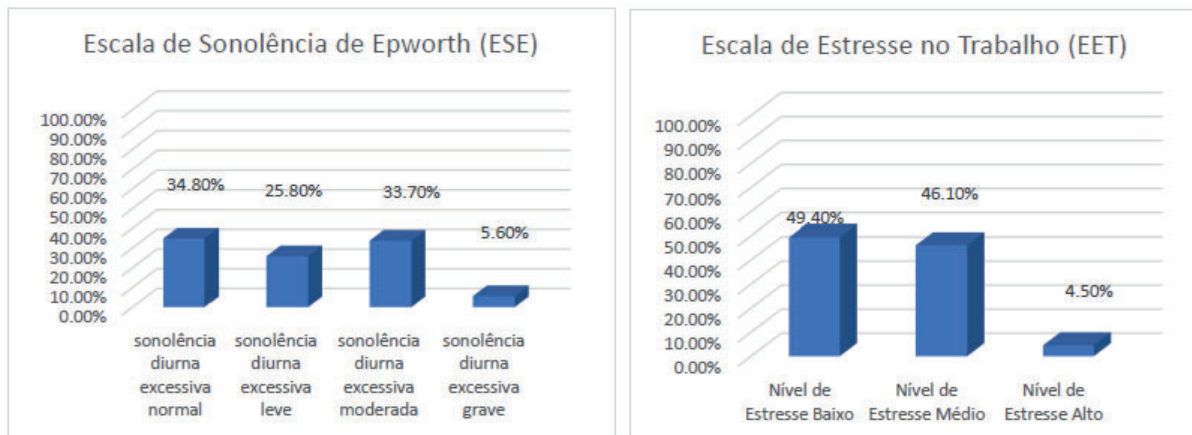 Escala de Sonolência de Epworth (ESE)
100.00%
90.00%
80.00%
70.00%
60.00%
50.00%
40.00%
30.00%
20.00%
10.00%
0.00%
34.80%
25.80%
33.70%
5.60%
sonolência
diurna
excessiva
normal
sonolência
diurna
excessiva
leve
sonolência
diurna
excessiva
moderada
sonolência
diurna
excessiva
grave
Escala de Estresse no Trabalho (EET)
100.00%
90.00%
80.00%
70.00%
60.00%
50.00%
40.00%
30.00%
20.00%
10.00%
0.00%
49.40%
46.10%
4.50%
Nível de
Estresse Baixo
Nível de
Estresse Médio
Nível de
Estresse Alto